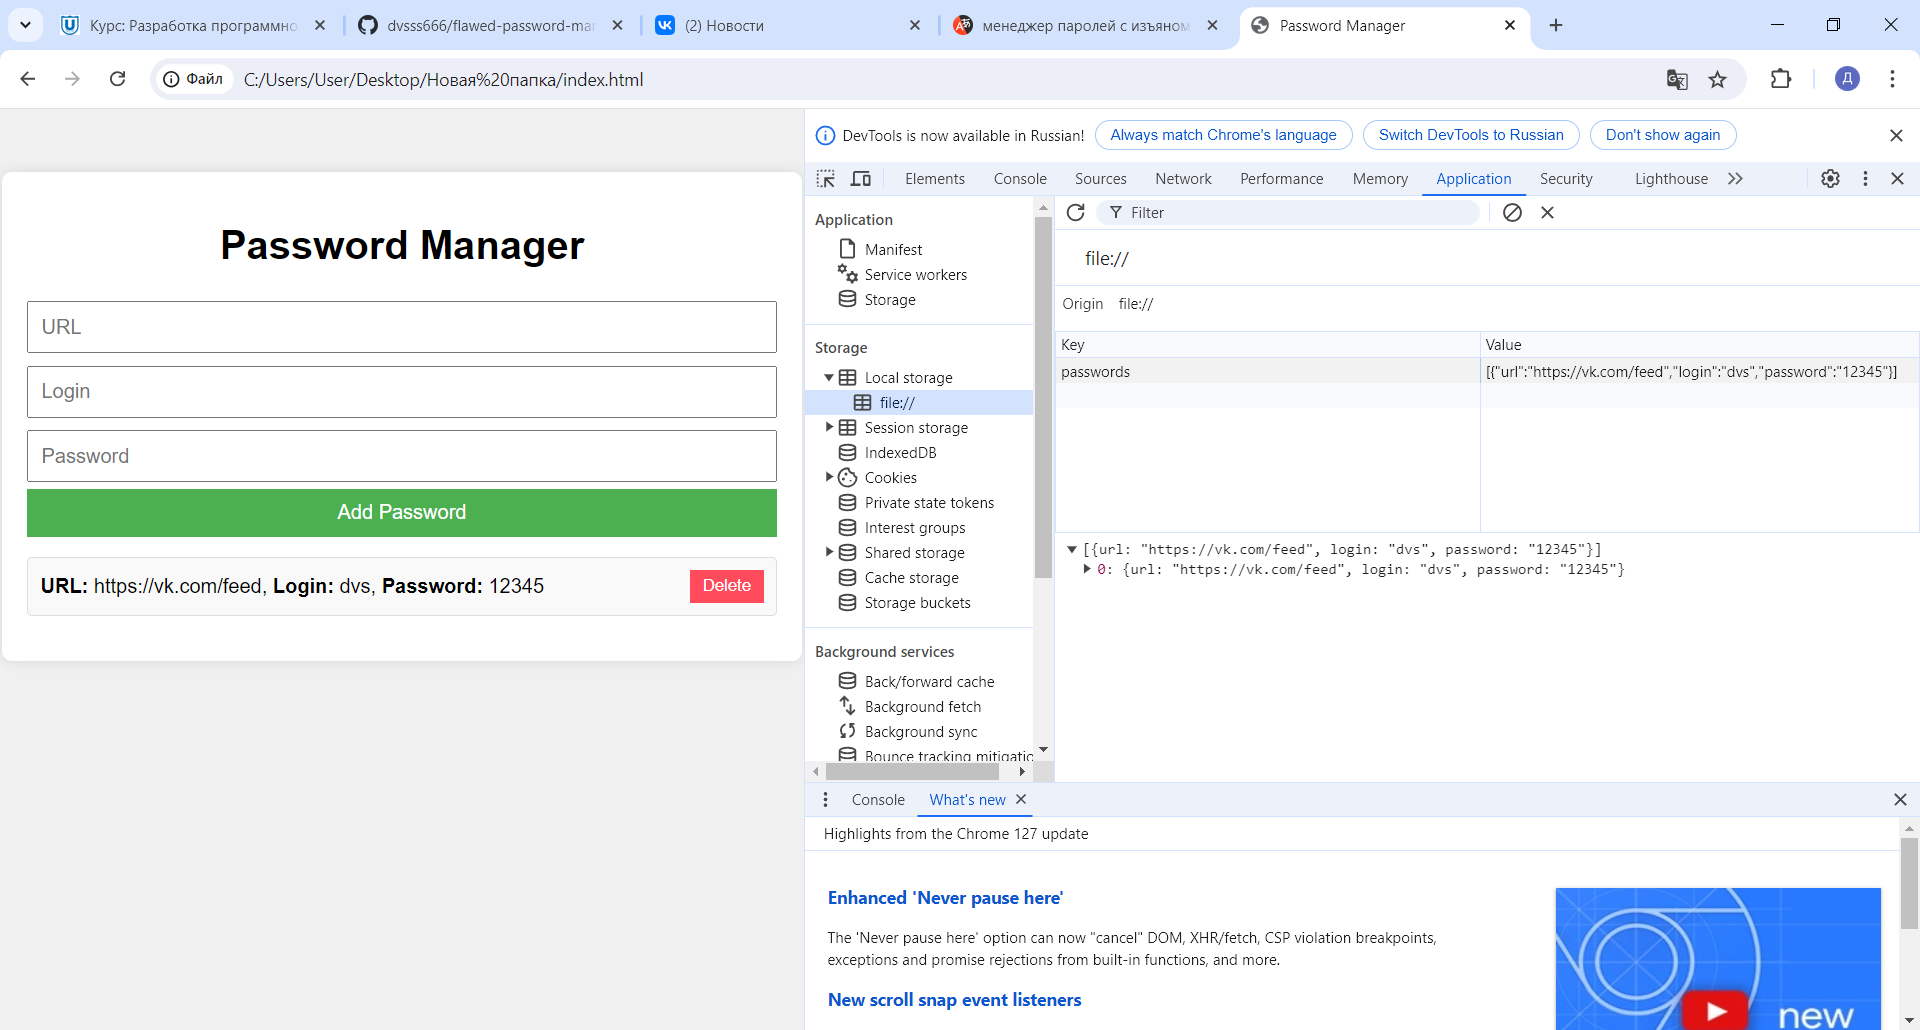 Курс: Разработка программно
dvsss666/flawed-password-mar
(2) Новости
менеджер паролей с изъяном
Password Manager
Файл
C:/Users/User/Desktop/Новая%20папка/index.html
Д
DevTools is now available in Russian!
Always match Chrome's language
Switch DevTools to Russian
Don't show again
Elements
Console
Sources
Network
Performance
Memory
Application
Security
Lighthouse
Password Manager
URL
Login
Password
Add Password
URL: https://vk.com/feed, Login: dvs, Password: 12345
Delete
Application
Manifest
Service workers
Storage
Storage
Local storage
file://
Session storage
IndexedDB
Cookies
Private state tokens
Interest groups
Shared storage
Cache storage
Storage buckets
Background services
Back/forward cache
Background fetch
Background sync
Bounce tracking mitigatio
Filter
file://
Origin file://
Key
Value
passwords
[{"url":"https://vk.com/feed","login":"dvs","password":"12345"}]
[{url: "https://vk.com/feed", login: "dvs", password: "12345"}]
0: {url: "https://vk.com/feed", login: "dvs", password: "12345"}
Console
What's new
Highlights from the Chrome 127 update
Enhanced 'Never pause here'
The 'Never pause here' option can now "cancel" DOM, XHR/fetch, CSP violation breakpoints,
exceptions and promise rejections from built-in functions, and more.
New scroll snap event listeners
new